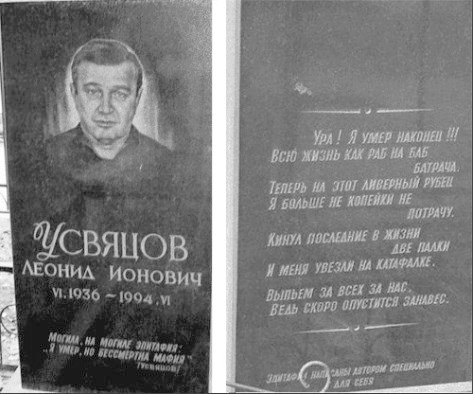 УСВЯЦОВ
ЛЕОНИД ИОНОВИЧ
VI.1936 – 1994.VI
МОГИЛА, НА МОГИЛЕ ЭПИТАФИЯ:
"Я УМЕР, НО БЕССМЕРТНА МАФИЯ"
(УСВЯЦОВ)
УРА! Я УМЕР НАКОНЕЦ!!!
ВСЮ ЖИЗНЬ КАК РАБ НА БАБ
БАТРАЧА.
ТЕПЕРЬ НА ЭТОТ ЛИВЕРНЫЙ РУБЕЦ
Я БОЛЬШЕ НЕ КОПЕЙКИ НЕ
ПОТРАЧУ.
КИНУЛ ПОСЛЕДНИЕ В ЖИЗНИ
ДВЕ ПАЛКИ
И МЕНЯ УВЕЗЛИ НА КАТАФАЛКЕ.
ВЫПЬЕМ ЗА ВСЕХ ЗА НАС,
ВЕДЬ СКОРО ОПУСТИТСЯ ЗАНАВЕС.
ЭПИТАФИИ НАПИСАНЫ АВТОРОМ СПЕЦИАЛЬНО
ДЛЯ СЕБЯ